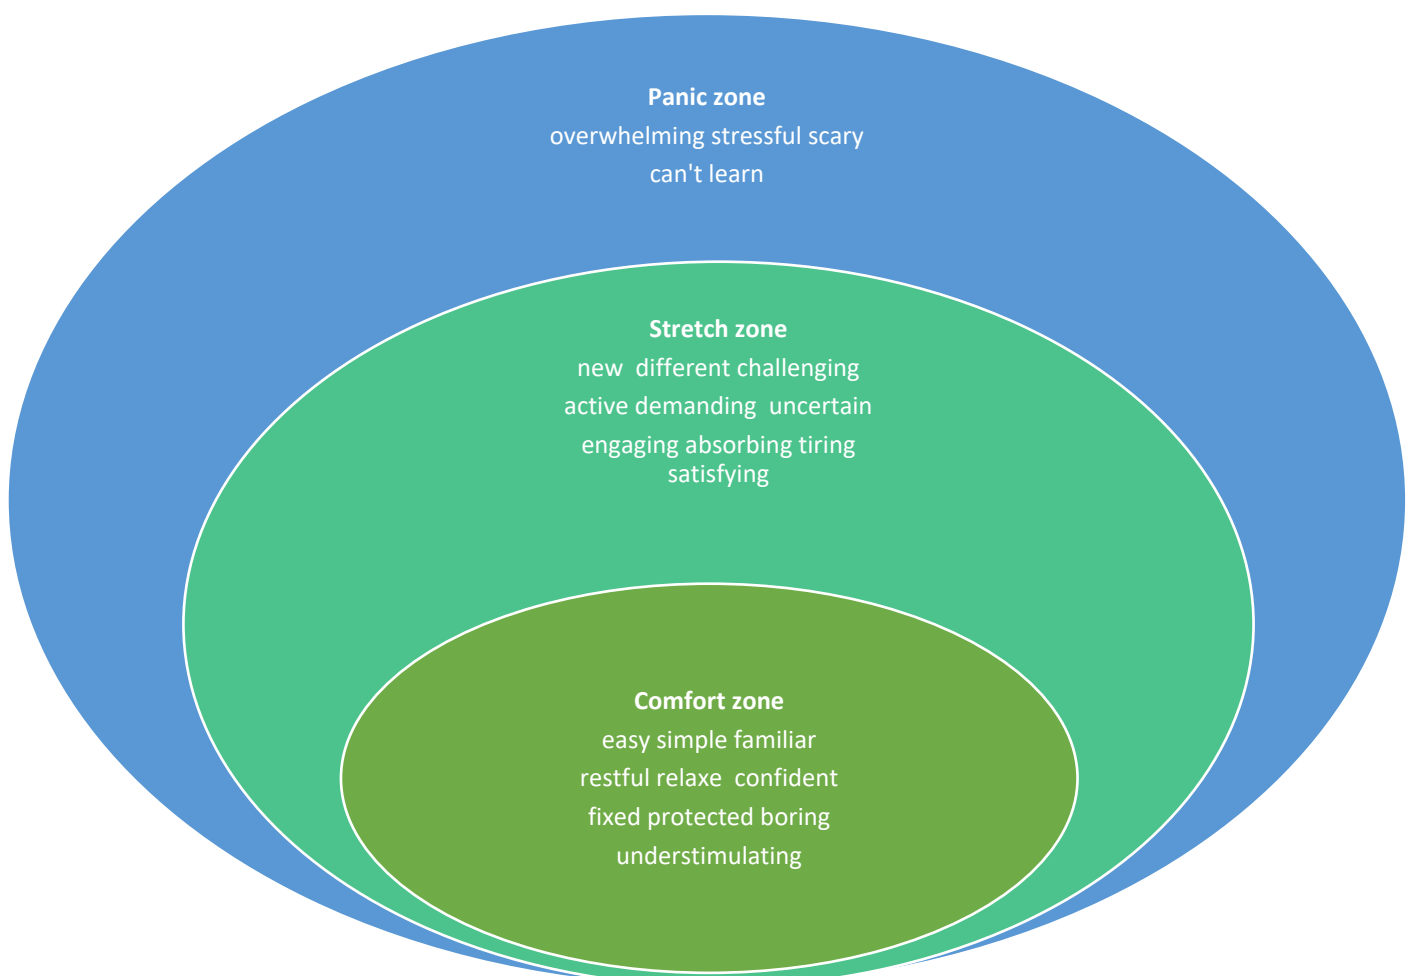 Panic zone
overwhelming stressful scary
can't learn
Stretch zone
new  different challenging
active demanding  uncertain
engaging absorbing tiring
satisfying
Comfort zone
easy simple familiar
restful relaxe  confident
fixed protected boring
understimulating